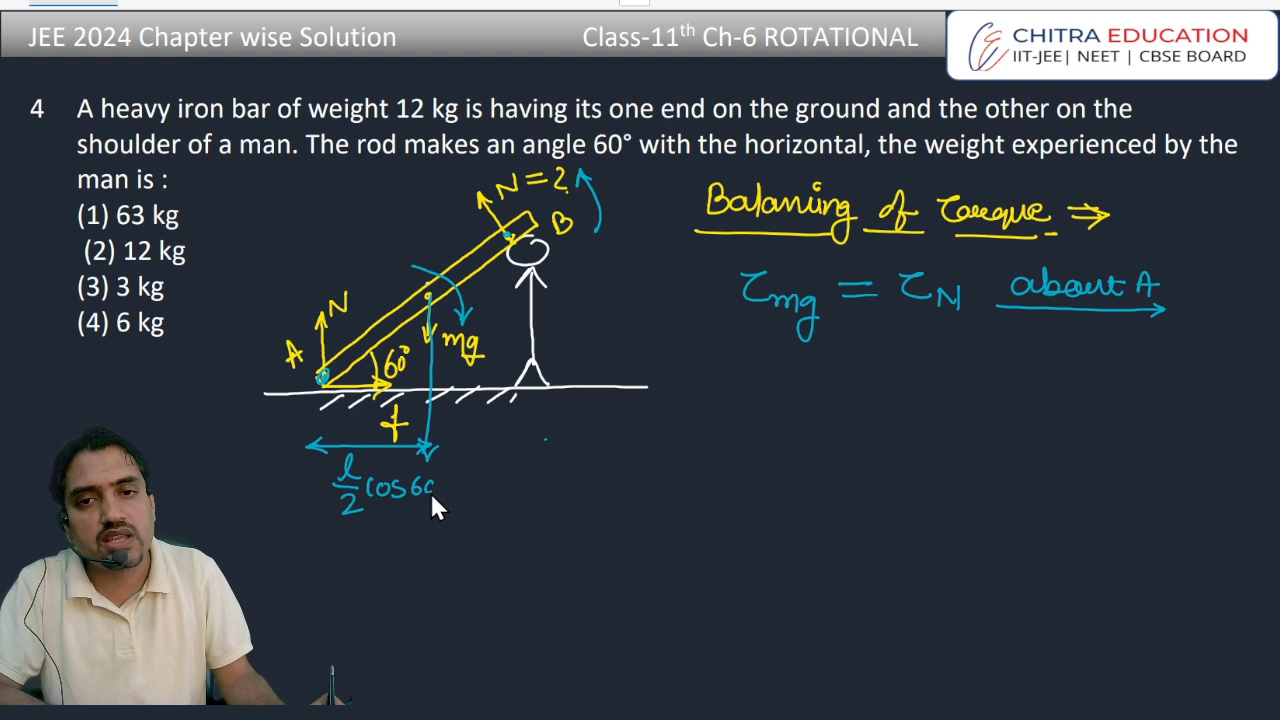 JEE 2024 Chapter wise Solution
Class-11th Ch-6 ROTATIONAL
CHITRA EDUCATION
IIT-JEE| NEET | CBSE BOARD
4 A heavy iron bar of weight 12 kg is having its one end on the ground and the other on the
shoulder of a man. The rod makes an angle 60° with the horizontal, the weight experienced by the
man is :
(1) 63 kg
(2) 12 kg
(3) 3 kg
(4) 6 kg
N = ?
B
N
A
60°
mg
f
l/2 cos 60
Balancing of Torque ⇒
τmg = τN about A